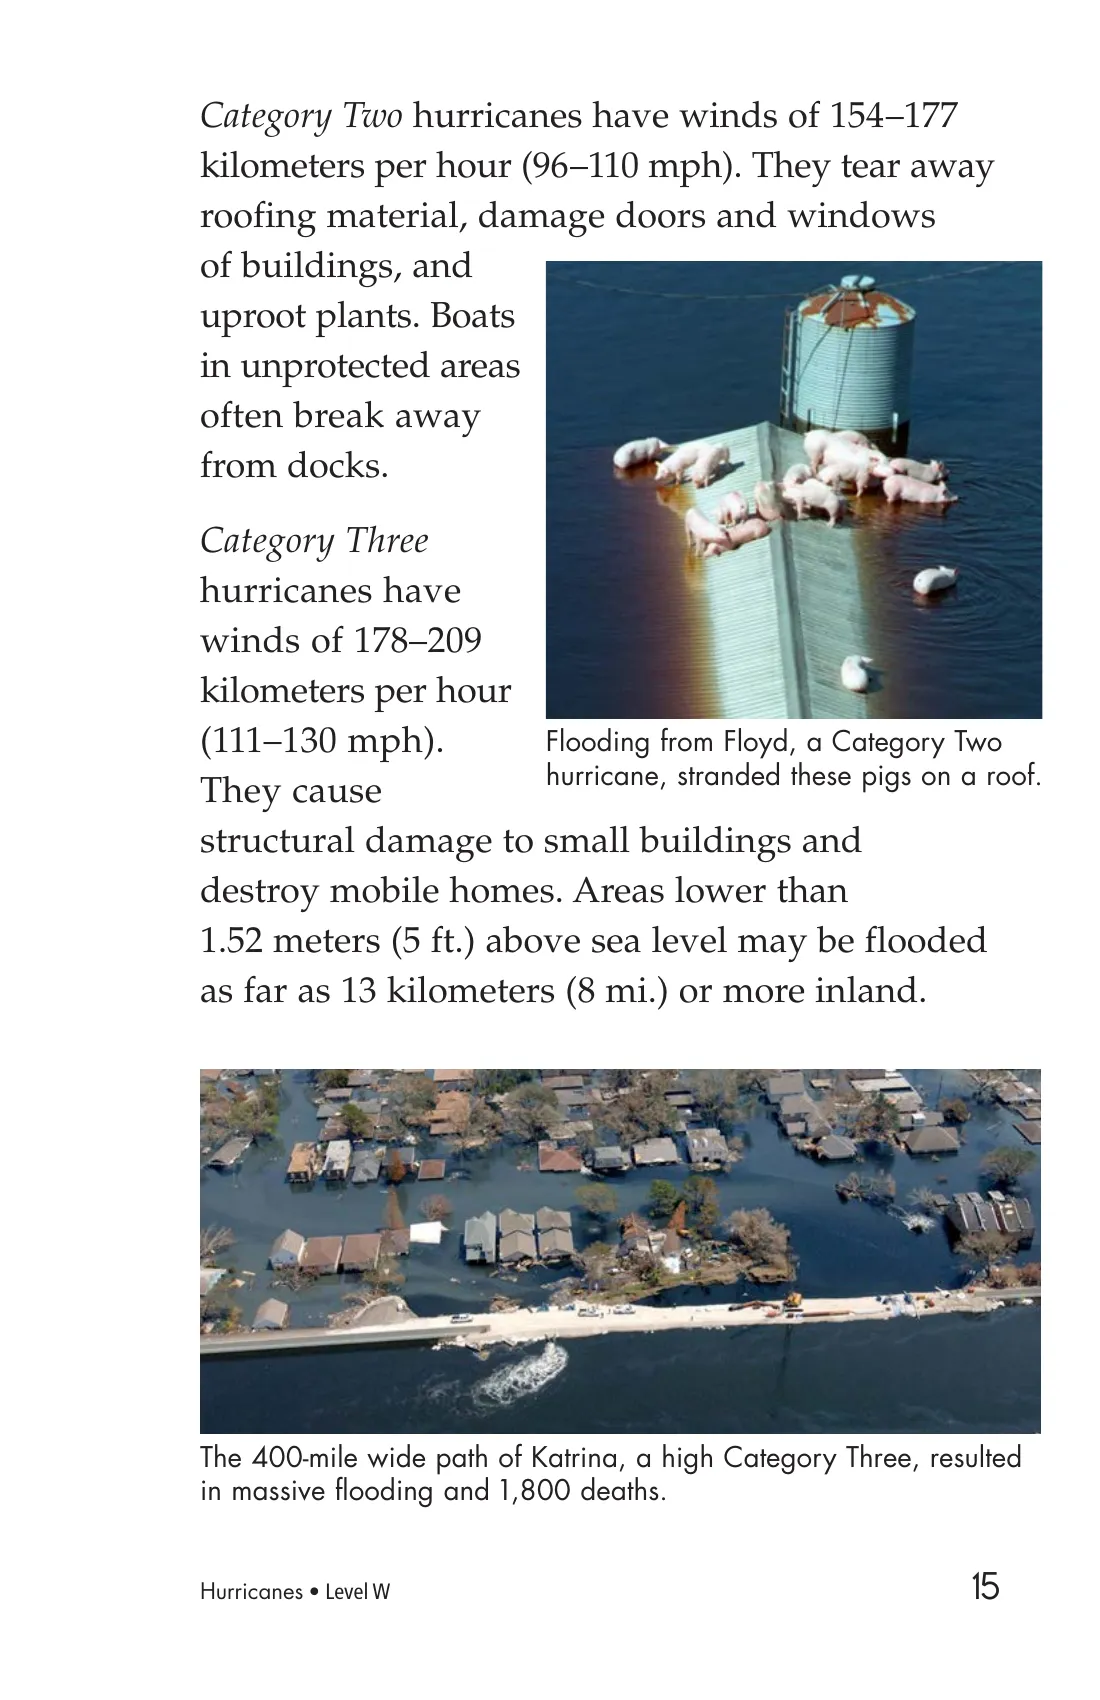 Category Two hurricanes have winds of 154–177
kilometers per hour (96–110 mph). They tear away
roofing material, damage doors and windows
of buildings, and
uproot plants. Boats
in unprotected areas
often break away
from docks.
Category Three
hurricanes have
winds of 178–209
kilometers per hour
(111–130 mph).
They cause
structural damage to small buildings and
destroy mobile homes. Areas lower than
1.52 meters (5 ft.) above sea level may be flooded
as far as 13 kilometers (8 mi.) or more inland.
Flooding from Floyd, a Category Two
hurricane, stranded these pigs on a roof.
The 400-mile wide path of Katrina, a high Category Three, resulted
in massive flooding and 1,800 deaths.
Hurricanes • Level W
15